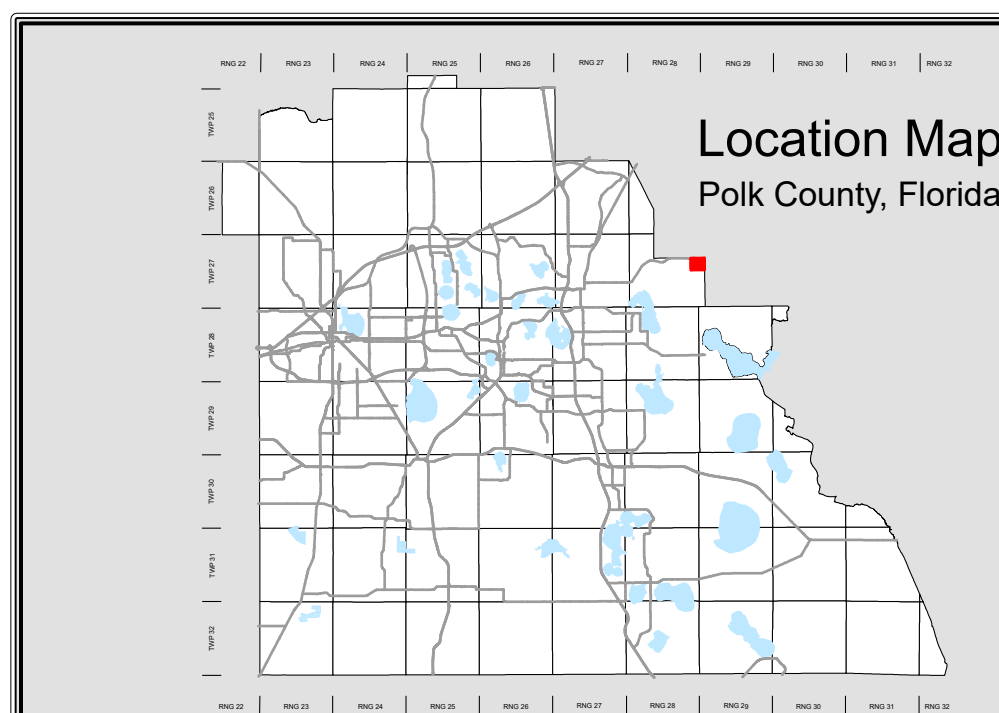 RNG 22 RNG 23 RNG 24 RNG 25 RNG 26 RNG 27 RNG 28 RNG 29 RNG 30 RNG 31 RNG 32
Location Map
Polk County, Florida
TWP 25
TWP 26
TWP 27
TWP 28
TWP 29
TWP 30
TWP 31
TWP 32
RNG 22 RNG 23 RNG 24 RNG 25 RNG 26 RNG 27 RNG 28 RNG 29 RNG 30 RNG 31 RNG 32